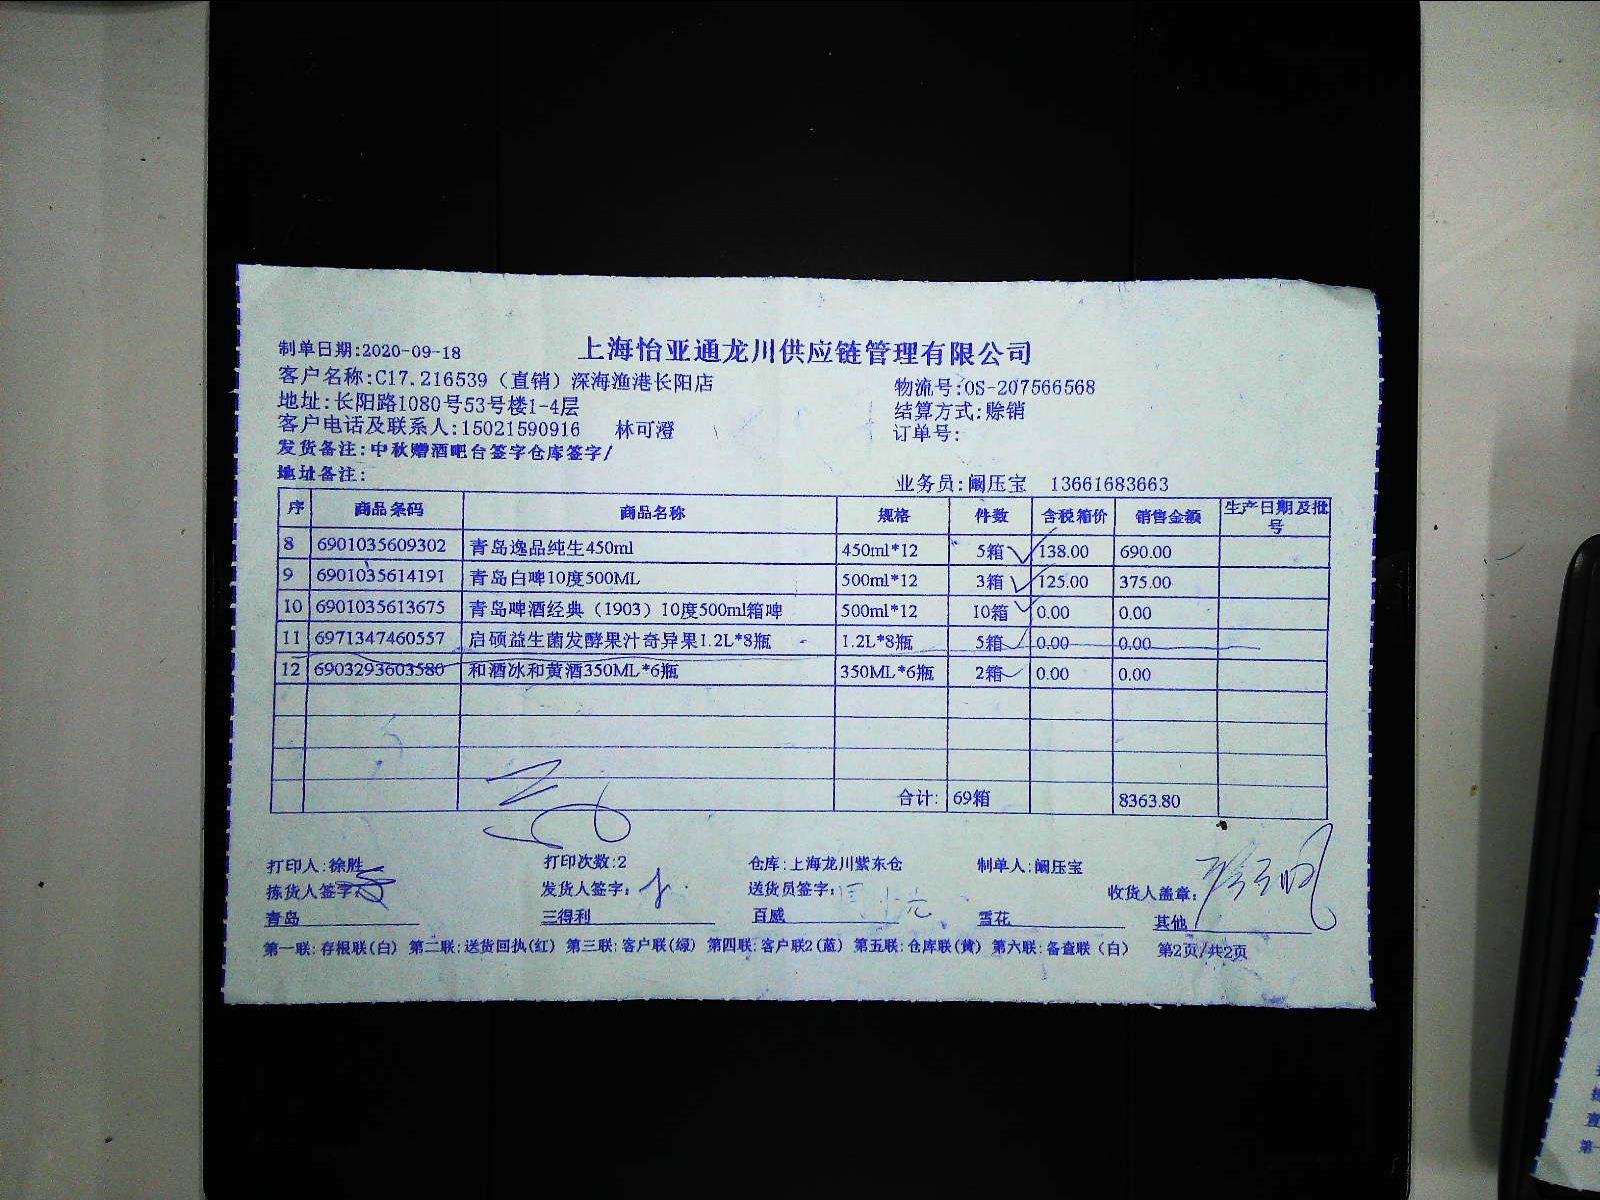 上海怡亚通龙川供应链管理有限公司
制单日期:2020-09-18
客户名称:C17.216539（直销）深海渔港长阳店 物流号:OS-207566568
地址:长阳路1080号53号楼1-4层 结算方式:赊销
客户电话及联系人:15021590916 林可澄 订单号:
发货备注:中秋赠酒吧台签字仓库签字/
地址备注: 业务员:阚压宝 13661683663
序 商品条码 商品名称 规格 件数 含税箱价 销售金额 生产日期及批号
8 6901035609302 青岛逸品纯生450ml 450ml*12 5箱 138.00 690.00
9 6901035614191 青岛白啤10度500ML 500ml*12 3箱 125.00 375.00
10 6901035613675 青岛啤酒经典（1903）10度500ml箱啤 500ml*12 10箱 0.00 0.00
11 6971347460557 启硕益生菌发酵果汁奇异果1.2L*8瓶 1.2L*8瓶 5箱 0.00 0.00
12 6903293603580 和酒冰和黄酒350ML*6瓶 350ML*6瓶 2箱 0.00 0.00
合计: 69箱 8363.80
打印人:徐胜 打印次数:2 仓库:上海龙川紫东仓 制单人:阚压宝
拣货人签字: 发货人签字: 送货员签字: 收货人盖章:
青岛 三得利 百威 雪花 其他
第一联:存根联(白) 第二联:送货回执(红) 第三联:客户联(绿) 第四联:客户联2(蓝) 第五联:仓库联(黄) 第六联:备查联（白） 第2页/共2页